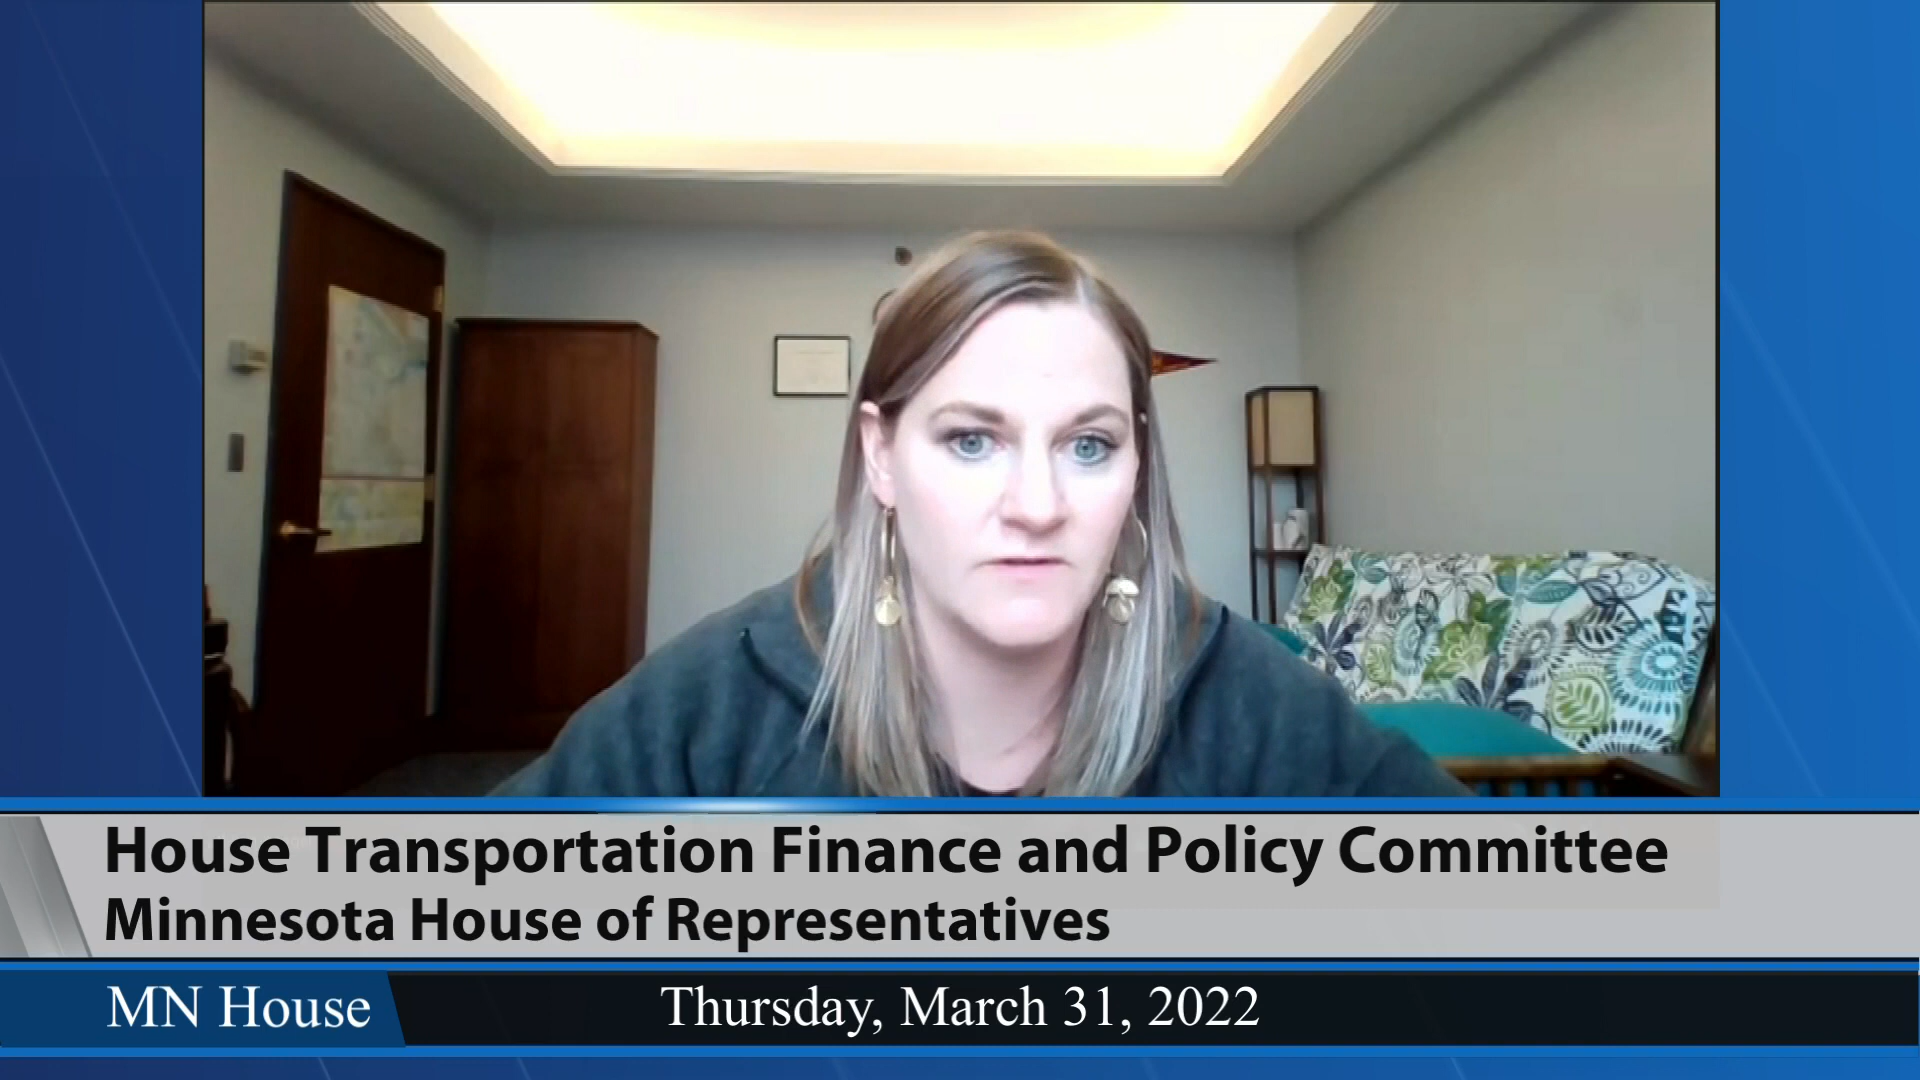 House Transportation Finance and Policy Committee
Minnesota House of Representatives
MN House
Thursday, March 31, 2022